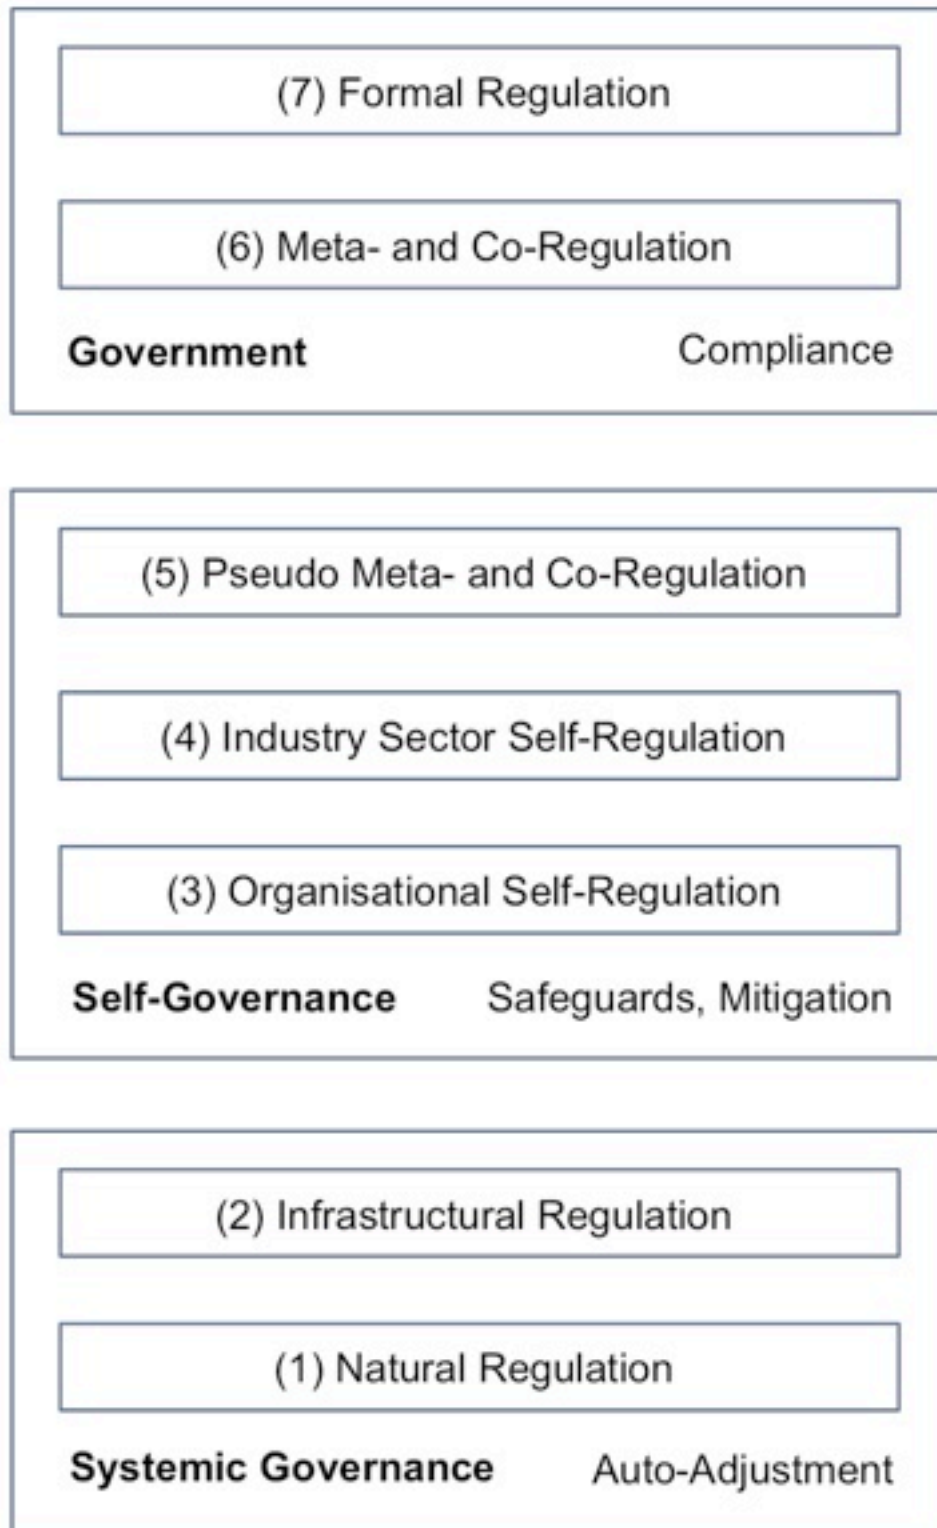 (7) Formal Regulation
(6) Meta- and Co-Regulation
Government Compliance
(5) Pseudo Meta- and Co-Regulation
(4) Industry Sector Self-Regulation
(3) Organisational Self-Regulation
Self-Governance Safeguards, Mitigation
(2) Infrastructural Regulation
(1) Natural Regulation
Systemic Governance Auto-Adjustment